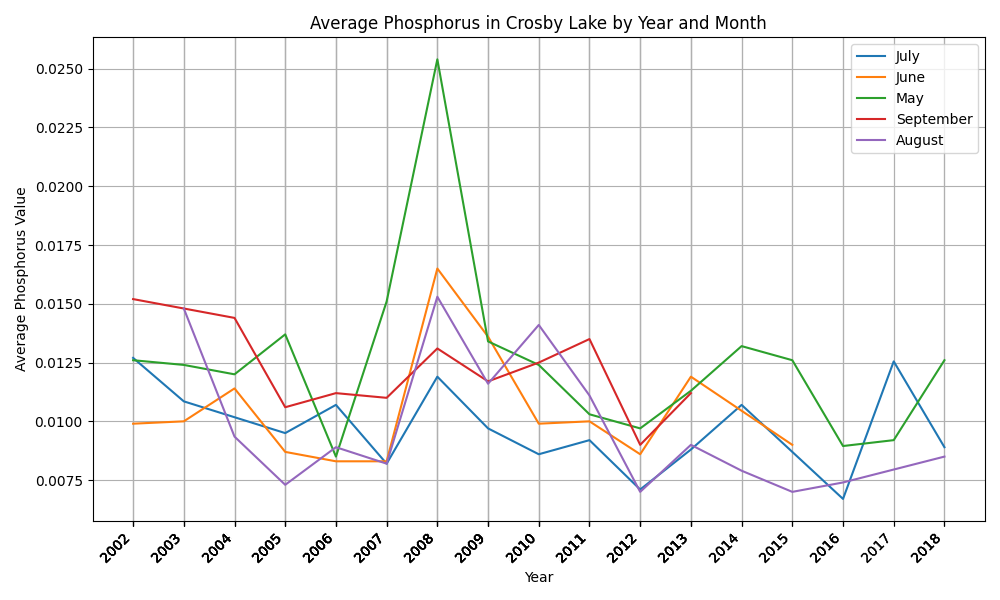 Average Phosphorus in Crosby Lake by Year and Month
July
June
May
September
August
Average Phosphorus Value
0.0250
0.0225
0.0200
0.0175
0.0150
0.0125
0.0100
0.0075
2002 2003 2004 2005 2006 2007 2008 2009 2010 2011 2012 2013 2014 2015 2016 2017 2018
Year